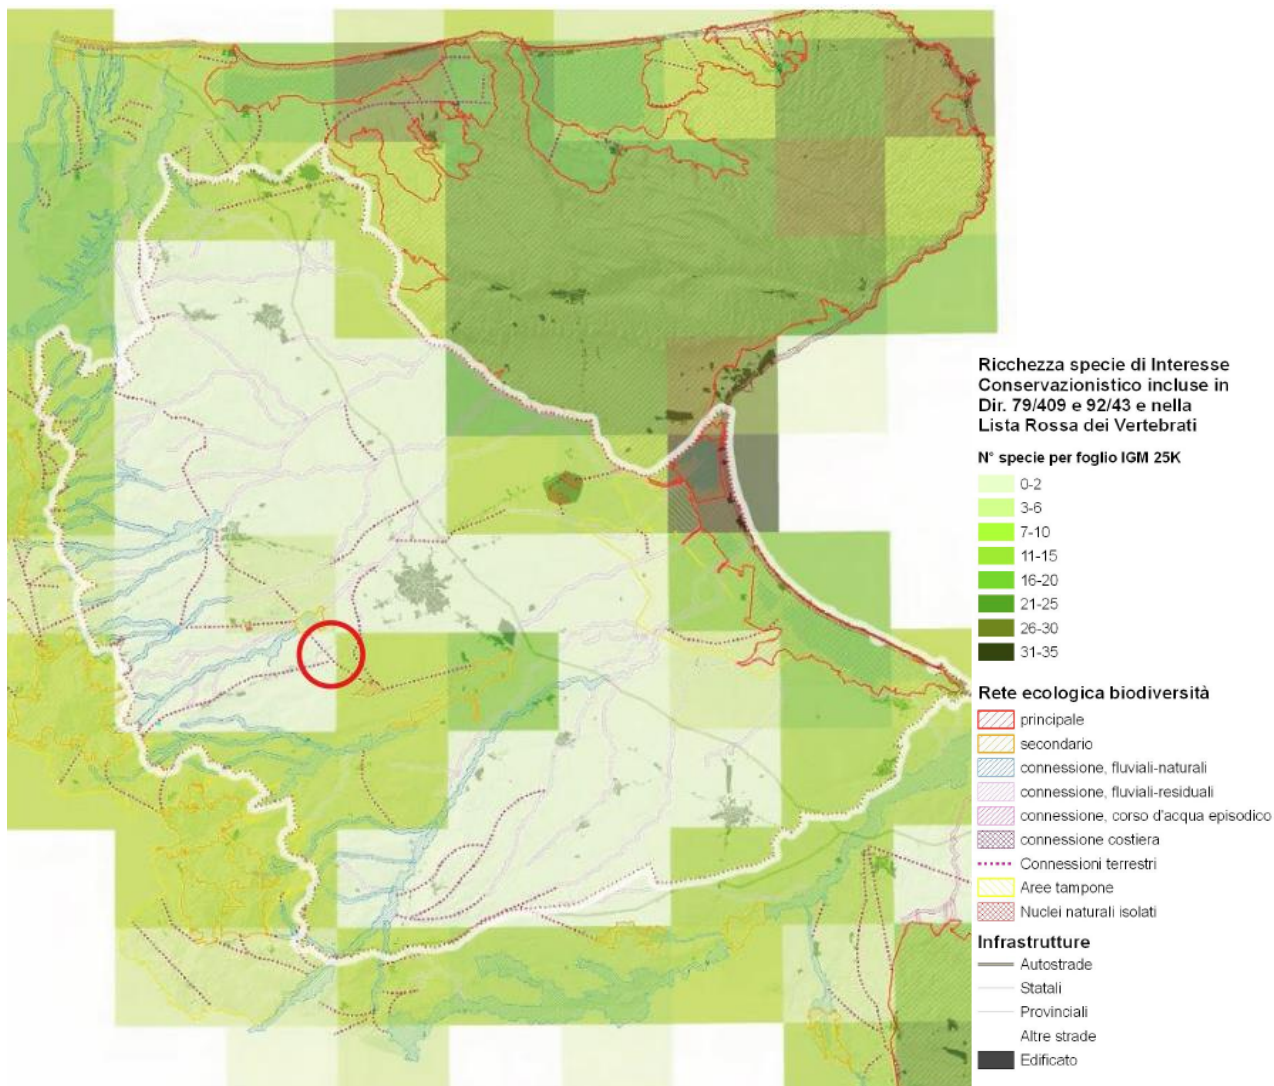 Ricchezza specie di Interesse
Conservazionistico incluse in
Dir. 79/409 e 92/43 e nella
Lista Rossa dei Vertebrati
N° specie per foglio IGM 25K
0-2
3-6
7-10
11-15
16-20
21-25
26-30
31-35
Rete ecologica biodiversità
principale
secondario
connessione, fluviali-naturali
connessione, fluviali-residuali
connessione, corso d'acqua episodico
connessione costiera
Connessioni terrestri
Aree tampone
Nuclei naturali isolati
Infrastrutture
Autostrade
Statali
Provinciali
Altre strade
Edificato